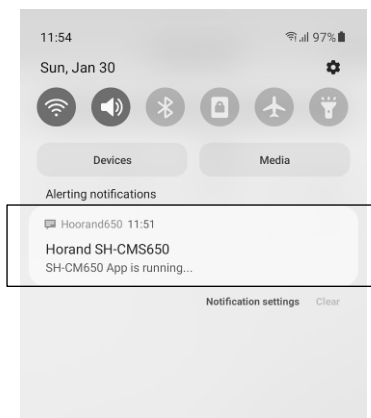 11:54 97%
Sun, Jan 30
Devices Media
Alerting notifications
Hoorand650 11:51
Horand SH-CMS650
SH-CM650 App is running...
Notification settings Clear